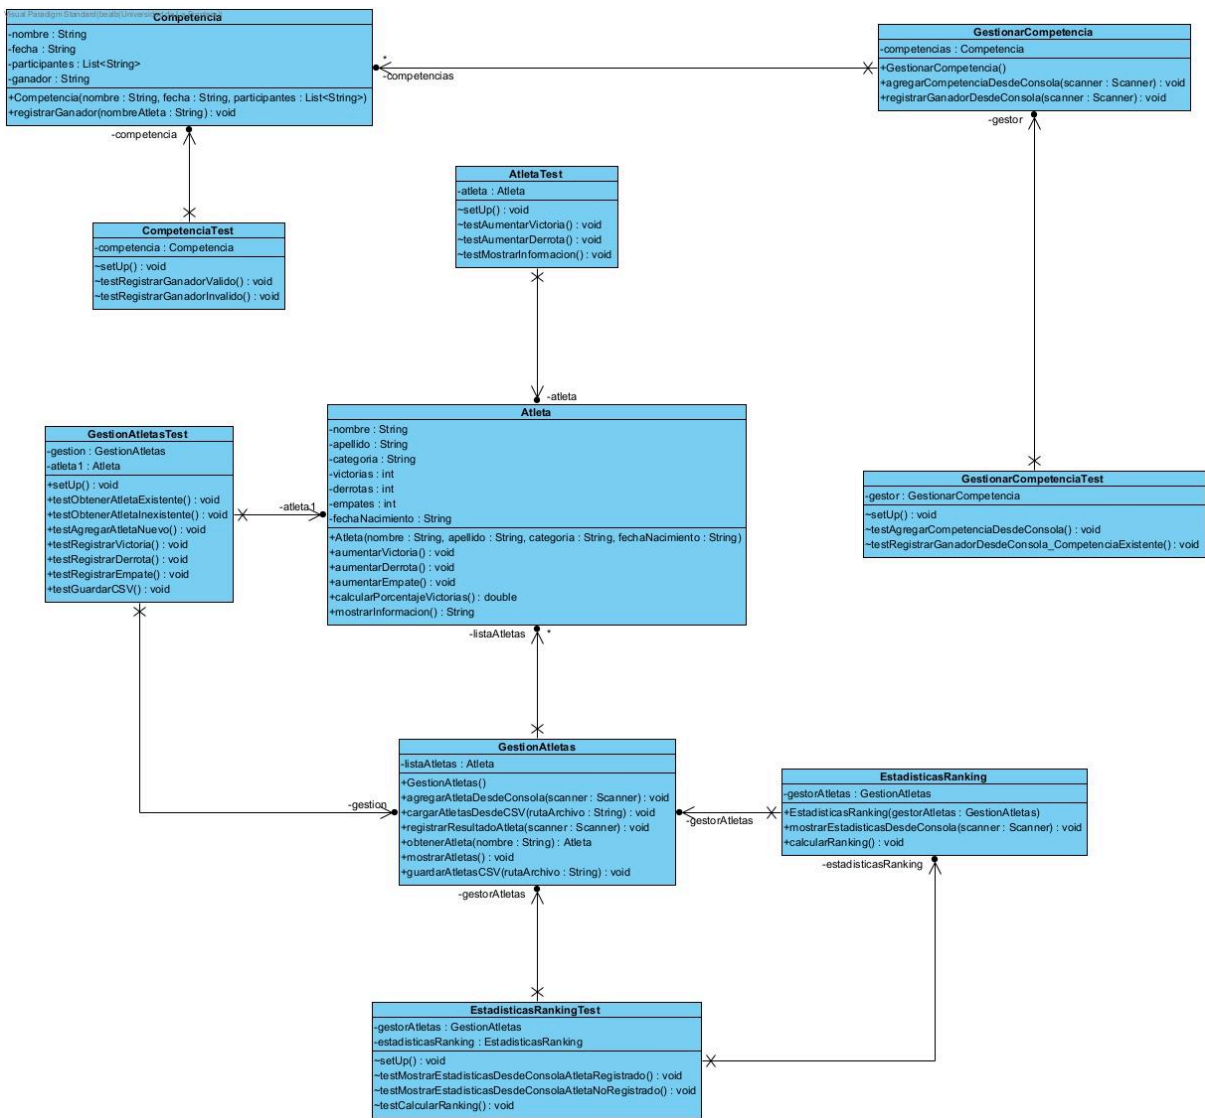 Visual Paradigm Standard(beatla(Universidad de La Frontera))
Competencia
-nombre : String
-fecha : String
-participantes : List<String>
-ganador : String
+Competencia(nombre : String, fecha : String, participantes : List<String>)
+registrarGanador(nombreAtleta : String) : void
*
-competencias
GestionarCompetencia
-competencias : Competencia
+GestionarCompetencia()
+agregarCompetenciaDesdeConsola(scanner : Scanner) : void
+registrarGanadorDesdeConsola(scanner : Scanner) : void
-competencia
-gestor
CompetenciaTest
-competencia : Competencia
~setUp() : void
~testRegistrarGanadorValido() : void
~testRegistrarGanadorInvalido() : void
AtletaTest
-atleta : Atleta
~setUp() : void
~testAumentarVictoria() : void
~testAumentarDerrota() : void
~testMostrarInformacion() : void
-atleta
GestionAtletasTest
-gestion : GestionAtletas
-atleta1 : Atleta
+setUp() : void
+testObtenerAtletaExistente() : void
+testObtenerAtletaInexistente() : void
+testAgregarAtletaNuevo() : void
+testRegistrarVictoria() : void
+testRegistrarDerrota() : void
+testRegistrarEmpate() : void
+testGuardarCSV() : void
-atleta1
Atleta
-nombre : String
-apellido : String
-categoria : String
-victorias : int
-derrotas : int
-empates : int
-fechaNacimiento : String
+Atleta(nombre : String, apellido : String, categoria : String, fechaNacimiento : String)
+aumentarVictoria() : void
+aumentarDerrota() : void
+aumentarEmpate() : void
+calcularPorcentajeVictorias() : double
+mostrarInformacion() : String
GestionarCompetenciaTest
-gestor : GestionarCompetencia
~setUp() : void
~testAgregarCompetenciaDesdeConsola() : void
~testRegistrarGanadorDesdeConsola_CompetenciaExistente() : void
-listaAtletas
*
GestionAtletas
-listaAtletas : Atleta
+GestionAtletas()
+agregarAtletaDesdeConsola(scanner : Scanner) : void
+cargarAtletasDesdeCSV(rutaArchivo : String) : void
+registrarResultadoAtleta(scanner : Scanner) : void
+obtenerAtleta(nombre : String) : Atleta
+mostrarAtletas() : void
+guardarAtletasCSV(rutaArchivo : String) : void
-gestion
-gestorAtletas
EstadisticasRanking
-gestorAtletas : GestionAtletas
+EstadisticasRanking(gestorAtletas : GestionAtletas)
+mostrarEstadisticasDesdeConsola(scanner : Scanner) : void
+calcularRanking() : void
-estadisticasRanking
-gestorAtletas
EstadisticasRankingTest
-gestorAtletas : GestionAtletas
-estadisticasRanking : EstadisticasRanking
~setUp() : void
~testMostrarEstadisticasDesdeConsolaAtletaRegistrado() : void
~testMostrarEstadisticasDesdeConsolaAtletaNoRegistrado() : void
~testCalcularRanking() : void